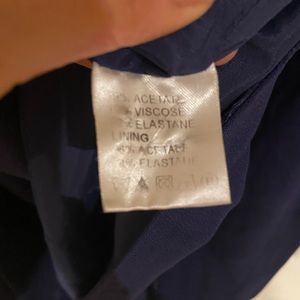 % ACETATE
% VISCOSE
% ELASTANE
LINING
% ACETATE
% ELASTANE
(P)